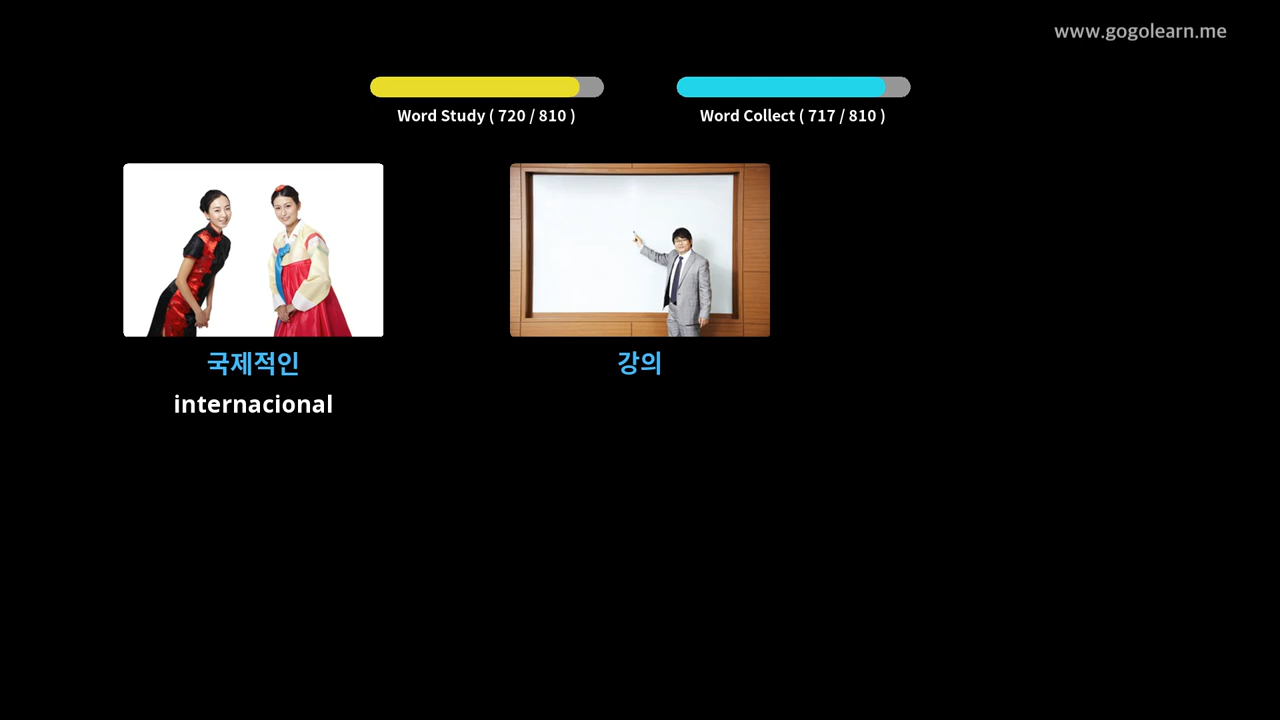 www.gogolearn.me
Word Study ( 720 / 810 )
Word Collect ( 717 / 810 )
국제적인
강의
internacional